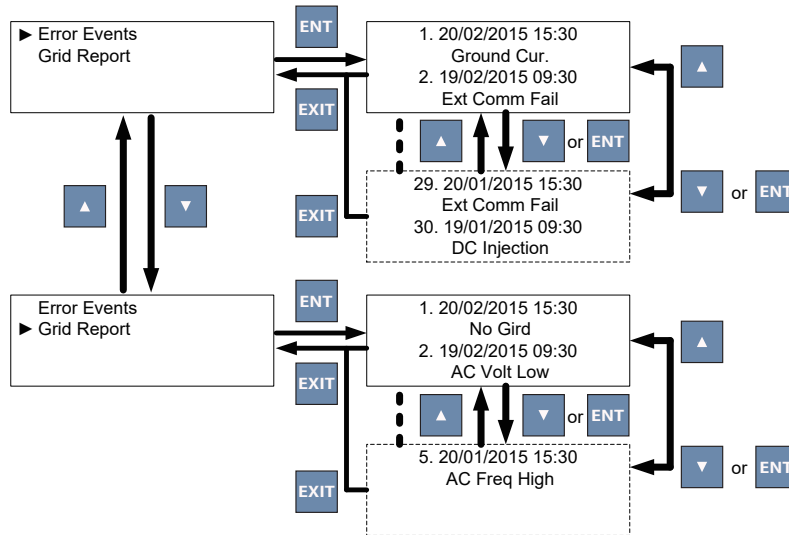 ► Error Events
Grid Report
ENT
EXIT
1. 20/02/2015 15:30
Ground Cur.
2. 19/02/2015 09:30
Ext Comm Fail
▲
▲
▼ or ENT
29. 20/01/2015 15:30
Ext Comm Fail
30. 19/01/2015 09:30
DC Injection
EXIT
▼ or ENT
▲
▼
Error Events
► Grid Report
ENT
EXIT
1. 20/02/2015 15:30
No Gird
2. 19/02/2015 09:30
AC Volt Low
▲
▲
▼ or ENT
5. 20/01/2015 15:30
AC Freq High
EXIT
▼ or ENT